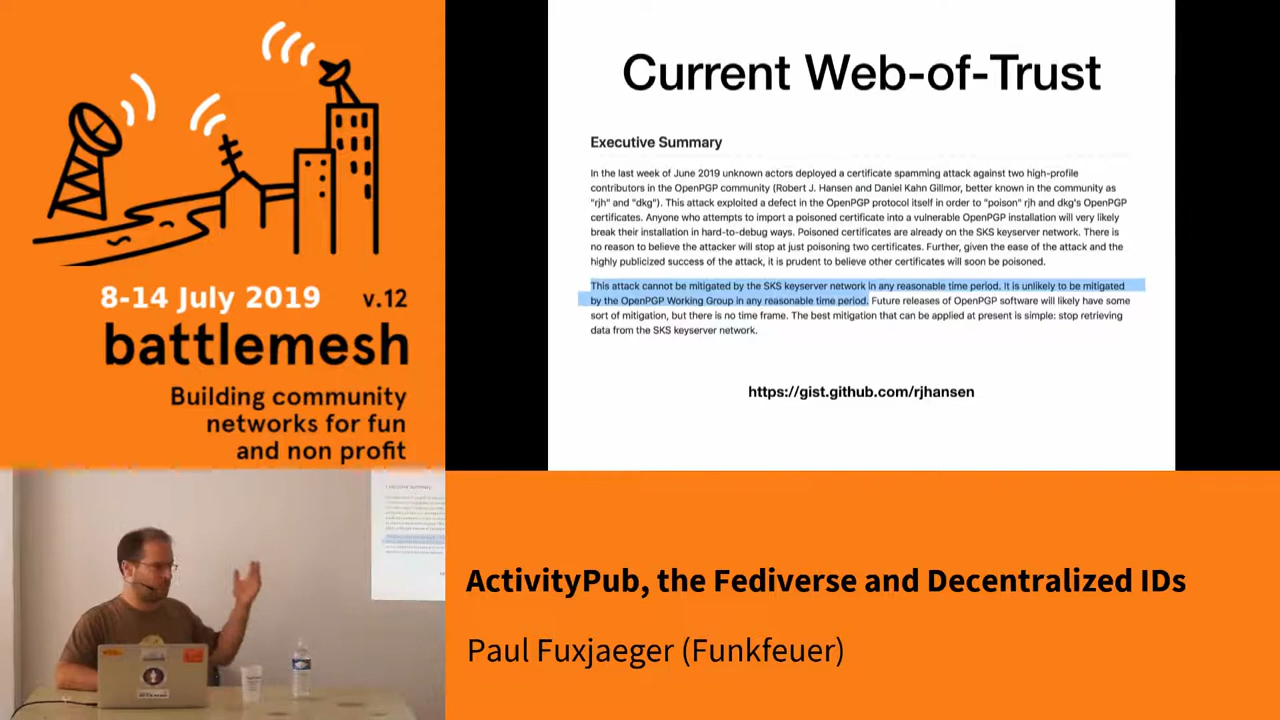 8-14 July 2019
v.12
battlemesh
Building community
networks for fun
and non profit
Current Web-of-Trust
Executive Summary
In the last week of June 2019 unknown actors deployed a certificate spamming attack against two high-profile
contributors in the OpenPGP community (Robert J. Hansen and Daniel Kahn Gillmor, better known in the community as
"rjh" and "dkg"). This attack exploited a defect in the OpenPGP protocol itself in order to "poison" rjh and dkg's OpenPGP
certificates. Anyone who attempts to import a poisoned certificate into a vulnerable OpenPGP installation will very likely
break their installation in hard-to-debug ways. Poisoned certificates are already on the SKS keyserver network. There is
no reason to believe the attacker will stop at just poisoning two certificates. Further, given the ease of the attack and the
highly publicized success of the attack, it is prudent to believe other certificates will soon be poisoned.
This attack cannot be mitigated by the SKS keyserver network in any reasonable time period. It is unlikely to be mitigated
by the OpenPGP Working Group in any reasonable time period. Future releases of OpenPGP software will likely have some
sort of mitigation, but there is no time frame. The best mitigation that can be applied at present is simple: stop retrieving
data from the SKS keyserver network.
https://gist.github.com/rjhansen
Executive Summary
ActivityPub, the Fediverse and Decentralized IDs
Paul Fuxjaeger (Funkfeuer)